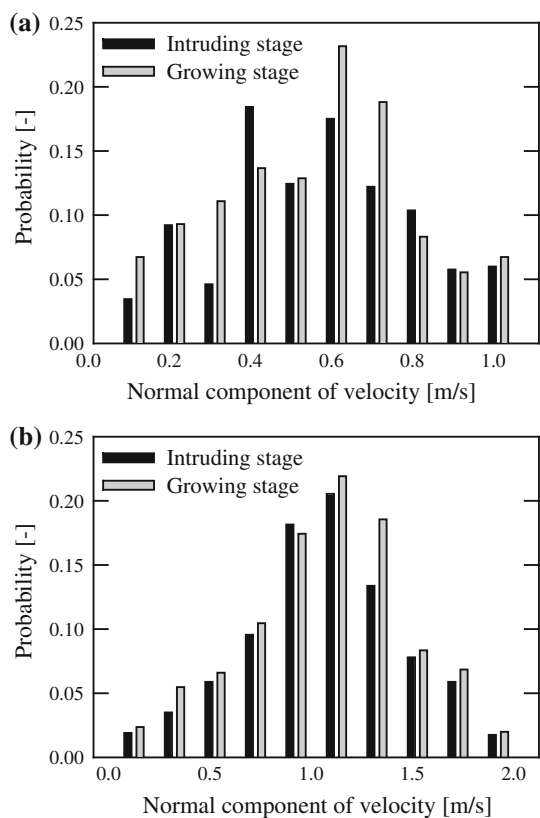 (a)
0.25
0.20
0.15
0.10
0.05
0.00
Probability [-]
Intruding stage
Growing stage
0.0 0.2 0.4 0.6 0.8 1.0
Normal component of velocity [m/s]
(b)
0.25
0.20
0.15
0.10
0.05
0.00
Probability [-]
Intruding stage
Growing stage
0.0 0.5 1.0 1.5 2.0
Normal component of velocity [m/s]